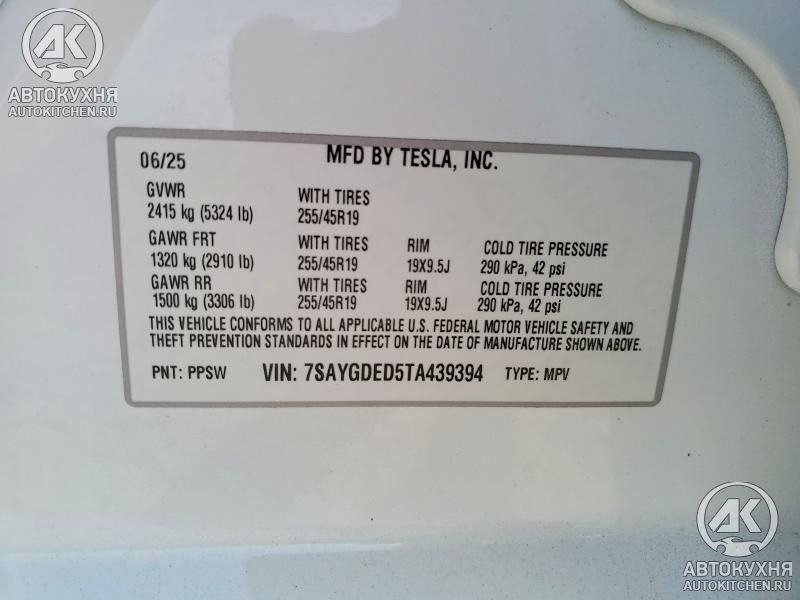 AK
АВТОКУХНЯ
AUTOKITCHEN.RU
06/25 MFD BY TESLA, INC.
GVWR
2415 kg (5324 lb)
WITH TIRES
255/45R19
GAWR FRT WITH TIRES RIM COLD TIRE PRESSURE
1320 kg (2910 lb) 255/45R19 19X9.5J 290 kPa, 42 psi
GAWR RR WITH TIRES RIM COLD TIRE PRESSURE
1500 kg (3306 lb) 255/45R19 19X9.5J 290 kPa, 42 psi
THIS VEHICLE CONFORMS TO ALL APPLICABLE U.S. FEDERAL MOTOR VEHICLE SAFETY AND
THEFT PREVENTION STANDARDS IN EFFECT ON THE DATE OF MANUFACTURE SHOWN ABOVE.
PNT: PPSW VIN: 7SAYGDED5TA439394 TYPE: MPV
AK
АВТОКУХНЯ
AUTOKITCHEN.RU